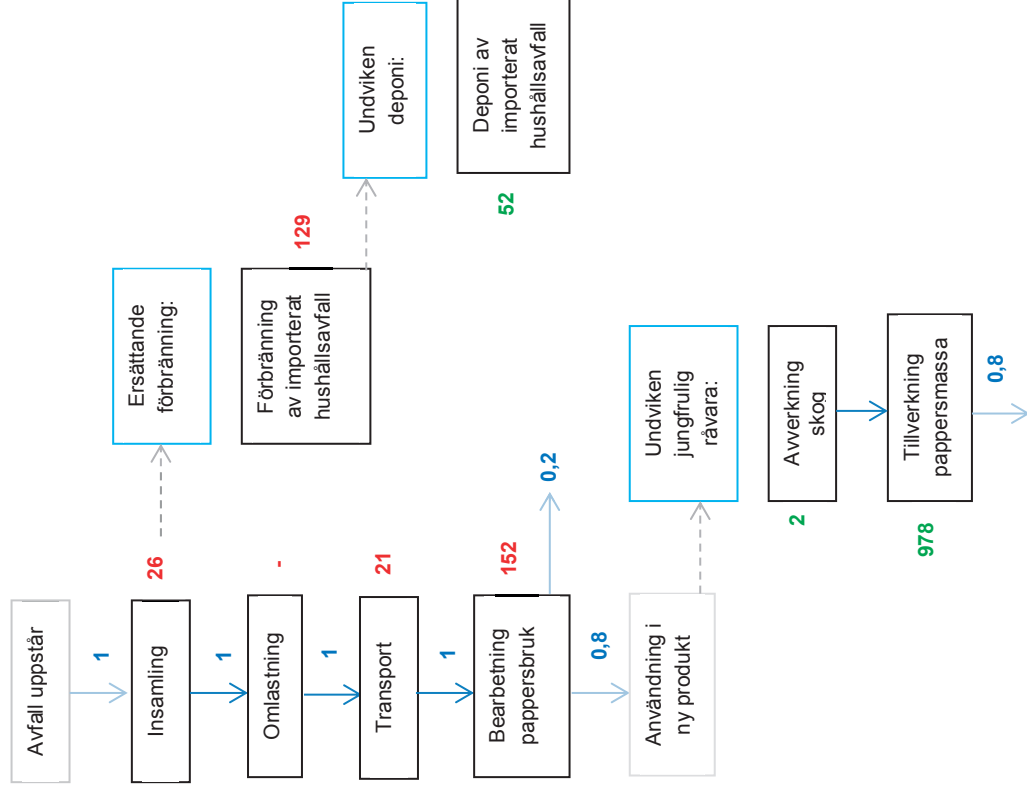 Avfall uppstår
1
Insamling
26
1
Omlastning
-
1
Transport
21
1
Bearbetning
pappersbruk
152
0,2
0,8
Användning i
ny produkt
Ersättande
förbränning:
Förbränning
av importerat
hushållsavfall
129
Undviken
deponi:
Deponi av
importerat
hushållsavfall
52
Undviken
jungfrulig
råvara:
Avverkning
skog
2
Tillverkning
pappersmassa
978
0,8